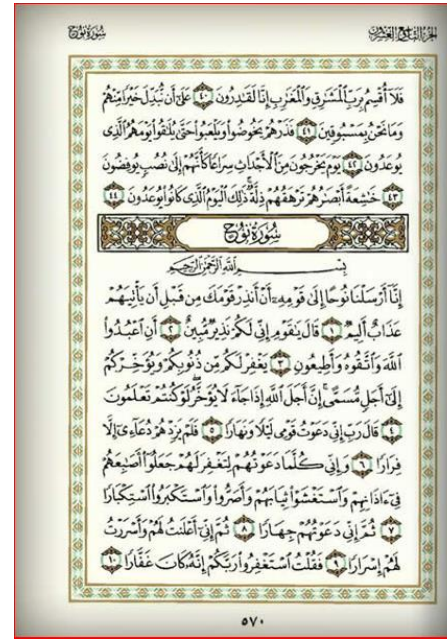 سورة نوح
الجزء التاسع والعشرون
فَلَآ أُقْسِمُ بِرَبِّ ٱلْمَشَٰرِقِ وَٱلْمَغَٰرِبِ إِنَّا لَقَٰدِرُونَ ٤٠ عَلَىٰٓ أَن نُّبَدِّلَ خَيْرًا مِّنْهُمْ
وَمَا نَحْنُ بِمَسْبُوقِينَ ٤١ فَذَرْهُمْ يَخُوضُوا۟ وَيَلْعَبُوا۟ حَتَّىٰ يُلَٰقُوا۟ يَوْمَهُمُ ٱلَّذِى
يُوعَدُونَ ٤٢ يَوْمَ يَخْرُجُونَ مِنَ ٱلْأَجْدَاثِ سِرَاعًا كَأَنَّهُمْ إِلَىٰ نُصُبٍ يُوفِضُونَ
٤٣ خَٰشِعَةً أَبْصَٰرُهُمْ تَرْهَقُهُمْ ذِلَّةٌ ۚ ذَٰلِكَ ٱلْيَوْمُ ٱلَّذِى كَانُوا۟ يُوعَدُونَ ٤٤
سُورَةُ نُوحٍ
بِسْمِ ٱللَّهِ ٱلرَّحْمَٰنِ ٱلرَّحِيمِ
إِنَّآ أَرْسَلْنَا نُوحًا إِلَىٰ قَوْمِهِۦٓ أَنْ أَنذِرْ قَوْمَكَ مِن قَبْلِ أَن يَأْتِيَهُمْ
عَذَابٌ أَلِيمٌ ١ قَالَ يَٰقَوْمِ إِنِّى لَكُمْ نَذِيرٌ مُّبِينٌ ٢ أَنِ ٱعْبُدُوا۟
ٱللَّهَ وَٱتَّقُوهُ وَأَطِيعُونِ ٣ يَغْفِرْ لَكُم مِّن ذُنُوبِكُمْ وَيُؤَخِّرْكُمْ
إِلَىٰٓ أَجَلٍ مُّسَمًّى ۚ إِنَّ أَجَلَ ٱللَّهِ إِذَا جَآءَ لَا يُؤَخَّرُ ۖ لَوْ كُنتُمْ تَعْلَمُونَ
٤ قَالَ رَبِّ إِنِّى دَعَوْتُ قَوْمِى لَيْلًا وَنَهَارًا ٥ فَلَمْ يَزِدْهُمْ دُعَآءِىٓ إِلَّا
فِرَارًا ٦ وَإِنِّى كُلَّمَا دَعَوْتُهُمْ لِتَغْفِرَ لَهُمْ جَعَلُوٓا۟ أَصَٰبِعَهُمْ
فِىٓ ءَاذَانِهِمْ وَٱسْتَغْشَوْا۟ ثِيَابَهُمْ وَأَصَرُّوا۟ وَٱسْتَكْبَرُوا۟ ٱسْتِكْبَارًا
٧ ثُمَّ إِنِّى دَعَوْتُهُمْ جِهَارًا ٨ ثُمَّ إِنِّىٓ أَعْلَنتُ لَهُمْ وَأَسْرَرْتُ
لَهُمْ إِسْرَارًا ٩ فَقُلْتُ ٱسْتَغْفِرُوا۟ رَبَّكُمْ إِنَّهُۥ كَانَ غَفَّارًا ١٠
٥٧٠